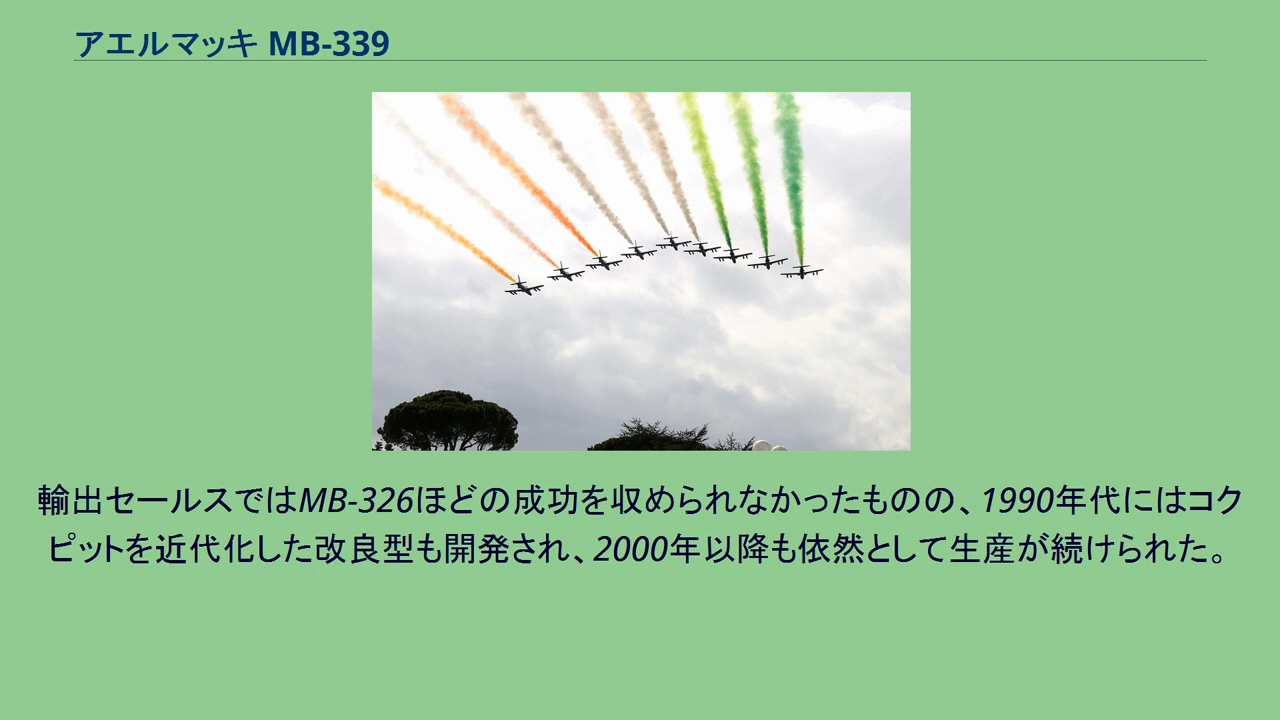 アエルマッキ MB-339
輸出セールスではMB-326ほどの成功を収められなかったものの、1990年代にはコク
ピットを近代化した改良型も開発され、2000年以降も依然として生産が続けられた。